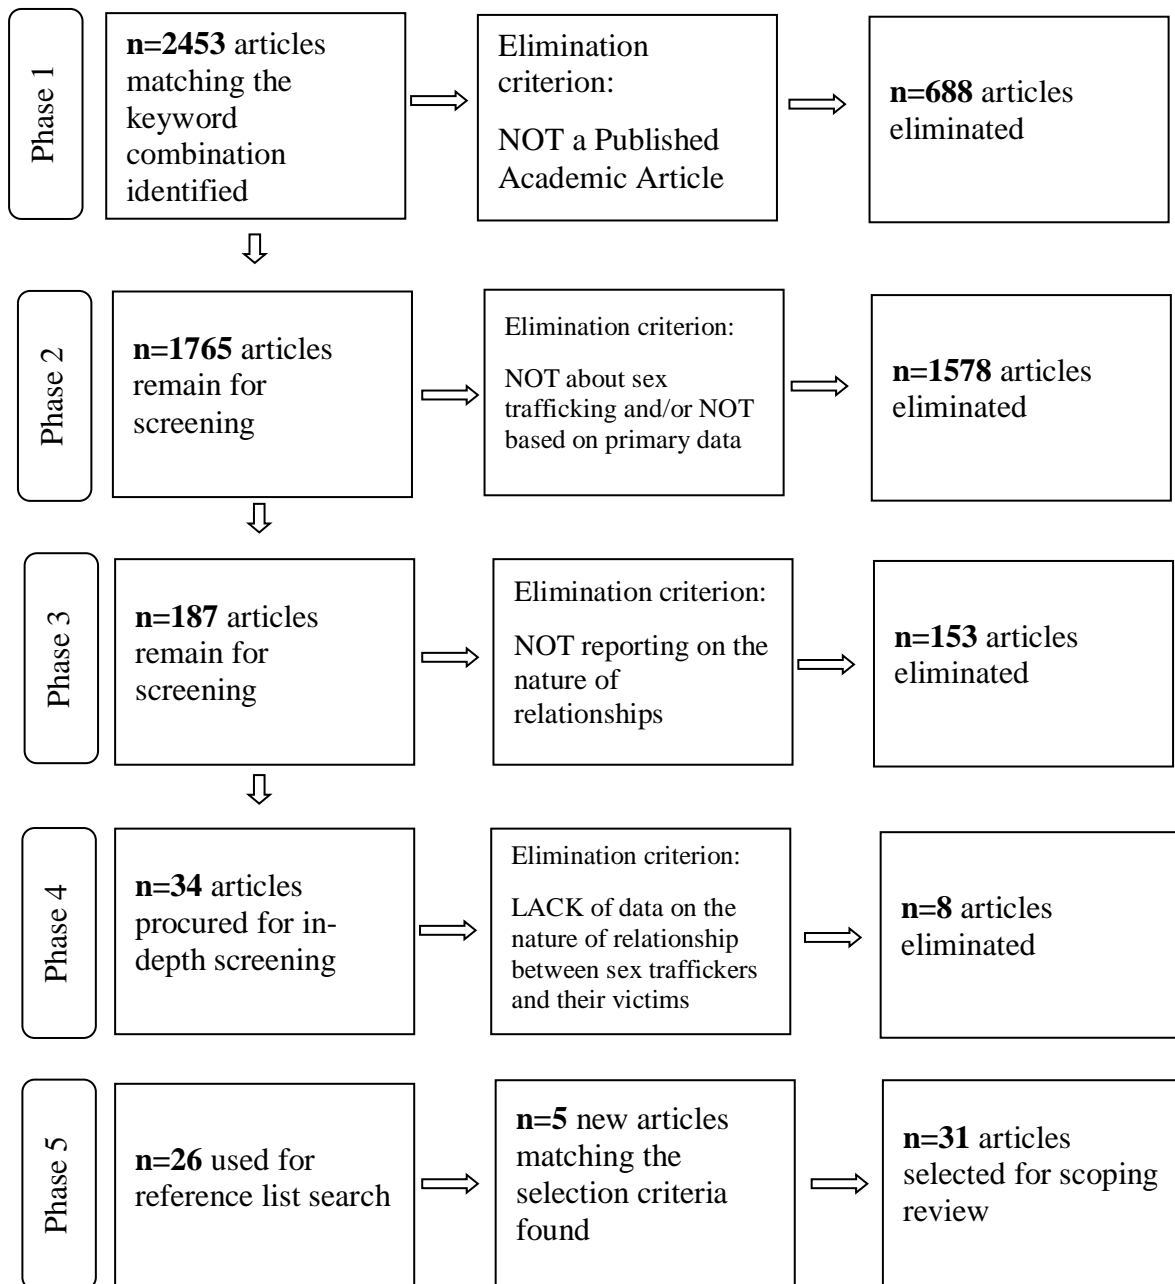 Phase 1
n=2453 articles
matching the
keyword
combination
identified
Elimination
criterion:
NOT a Published
Academic Article
n=688 articles
eliminated
Phase 2
n=1765 articles
remain for
screening
Elimination criterion:
NOT about sex
trafficking and/or NOT
based on primary data
n=1578 articles
eliminated
Phase 3
n=187 articles
remain for
screening
Elimination criterion:
NOT reporting on the
nature of
relationships
n=153 articles
eliminated
Phase 4
n=34 articles
procured for in-
depth screening
Elimination criterion:
LACK of data on the
nature of relationship
between sex traffickers
and their victims
n=8 articles
eliminated
Phase 5
n=26 used for
reference list search
n=5 new articles
matching the
selection criteria
found
n=31 articles
selected for scoping
review